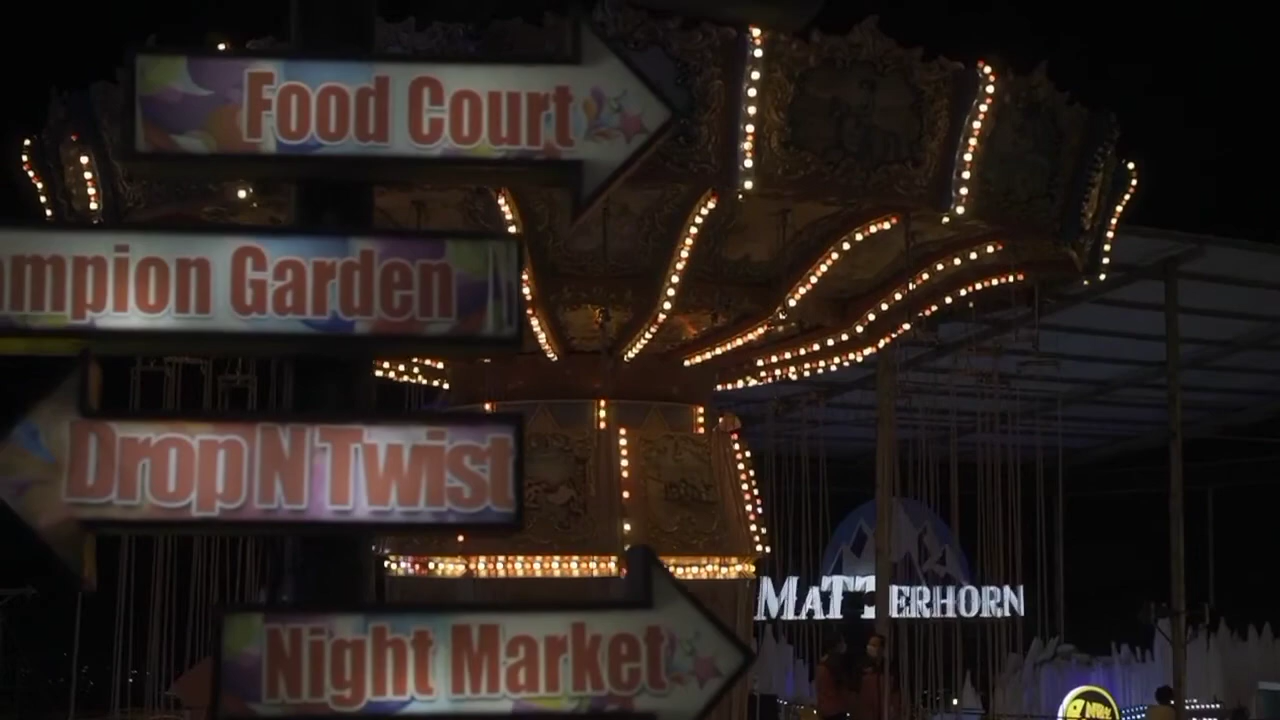 Food Court
ampion Garden
Drop N Twist
Night Market
MATTERHORN